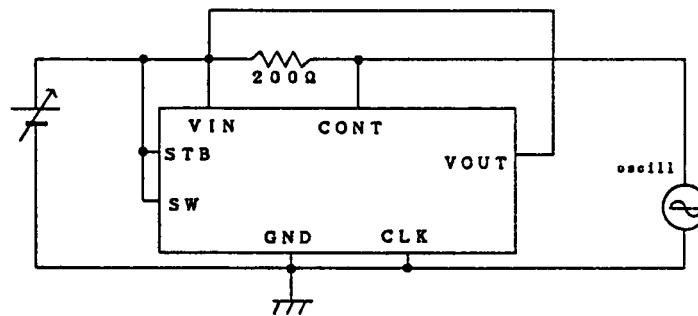 200Ω
VIN
CONT
STB
VOUT
oscill
SW
GND
CLK